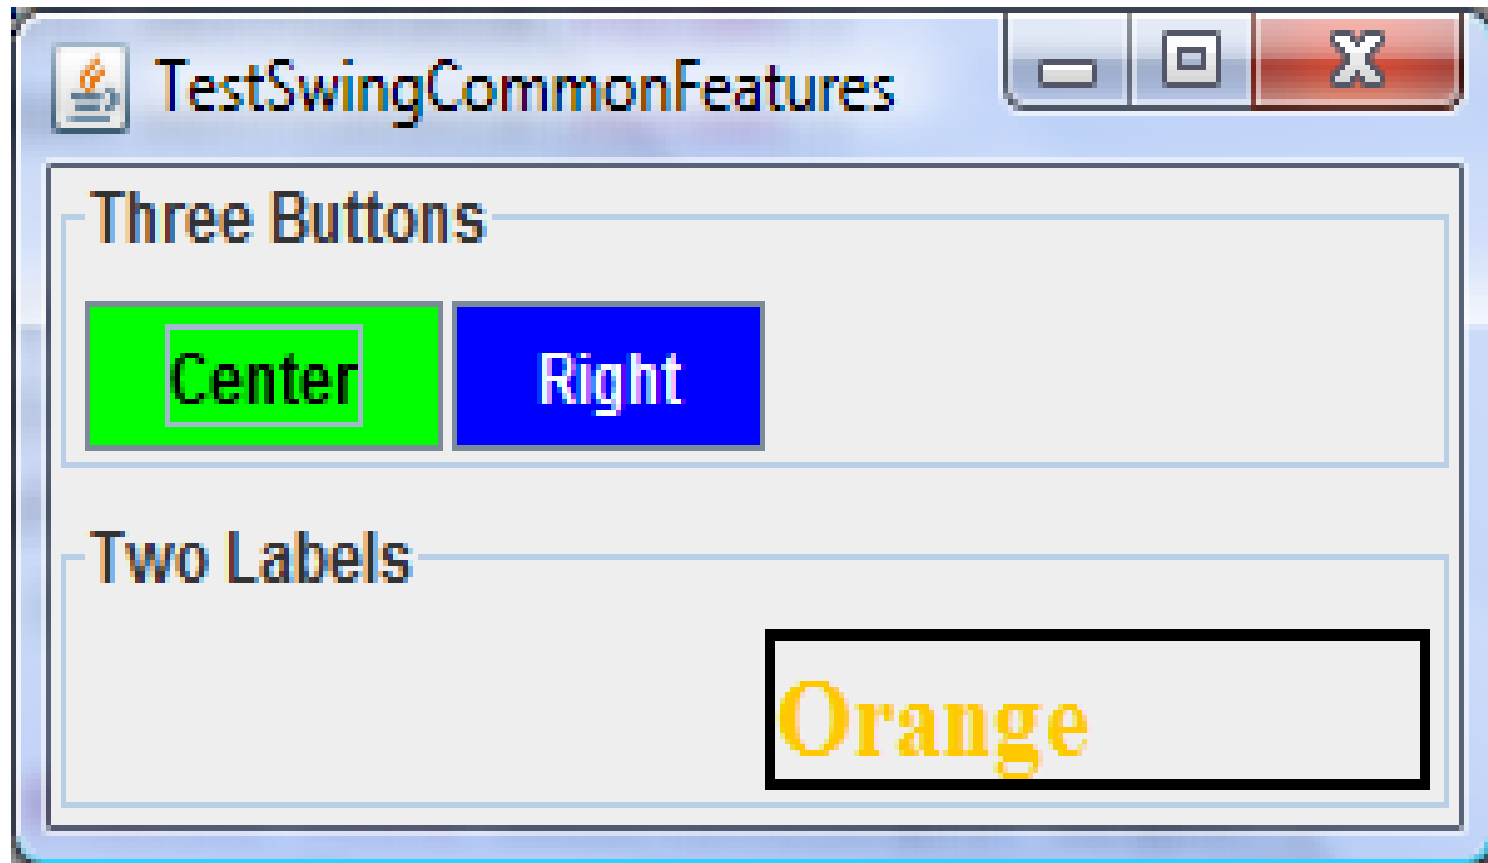 TestSwingCommonFeatures
Three Buttons
Center Right
Two Labels
Orange